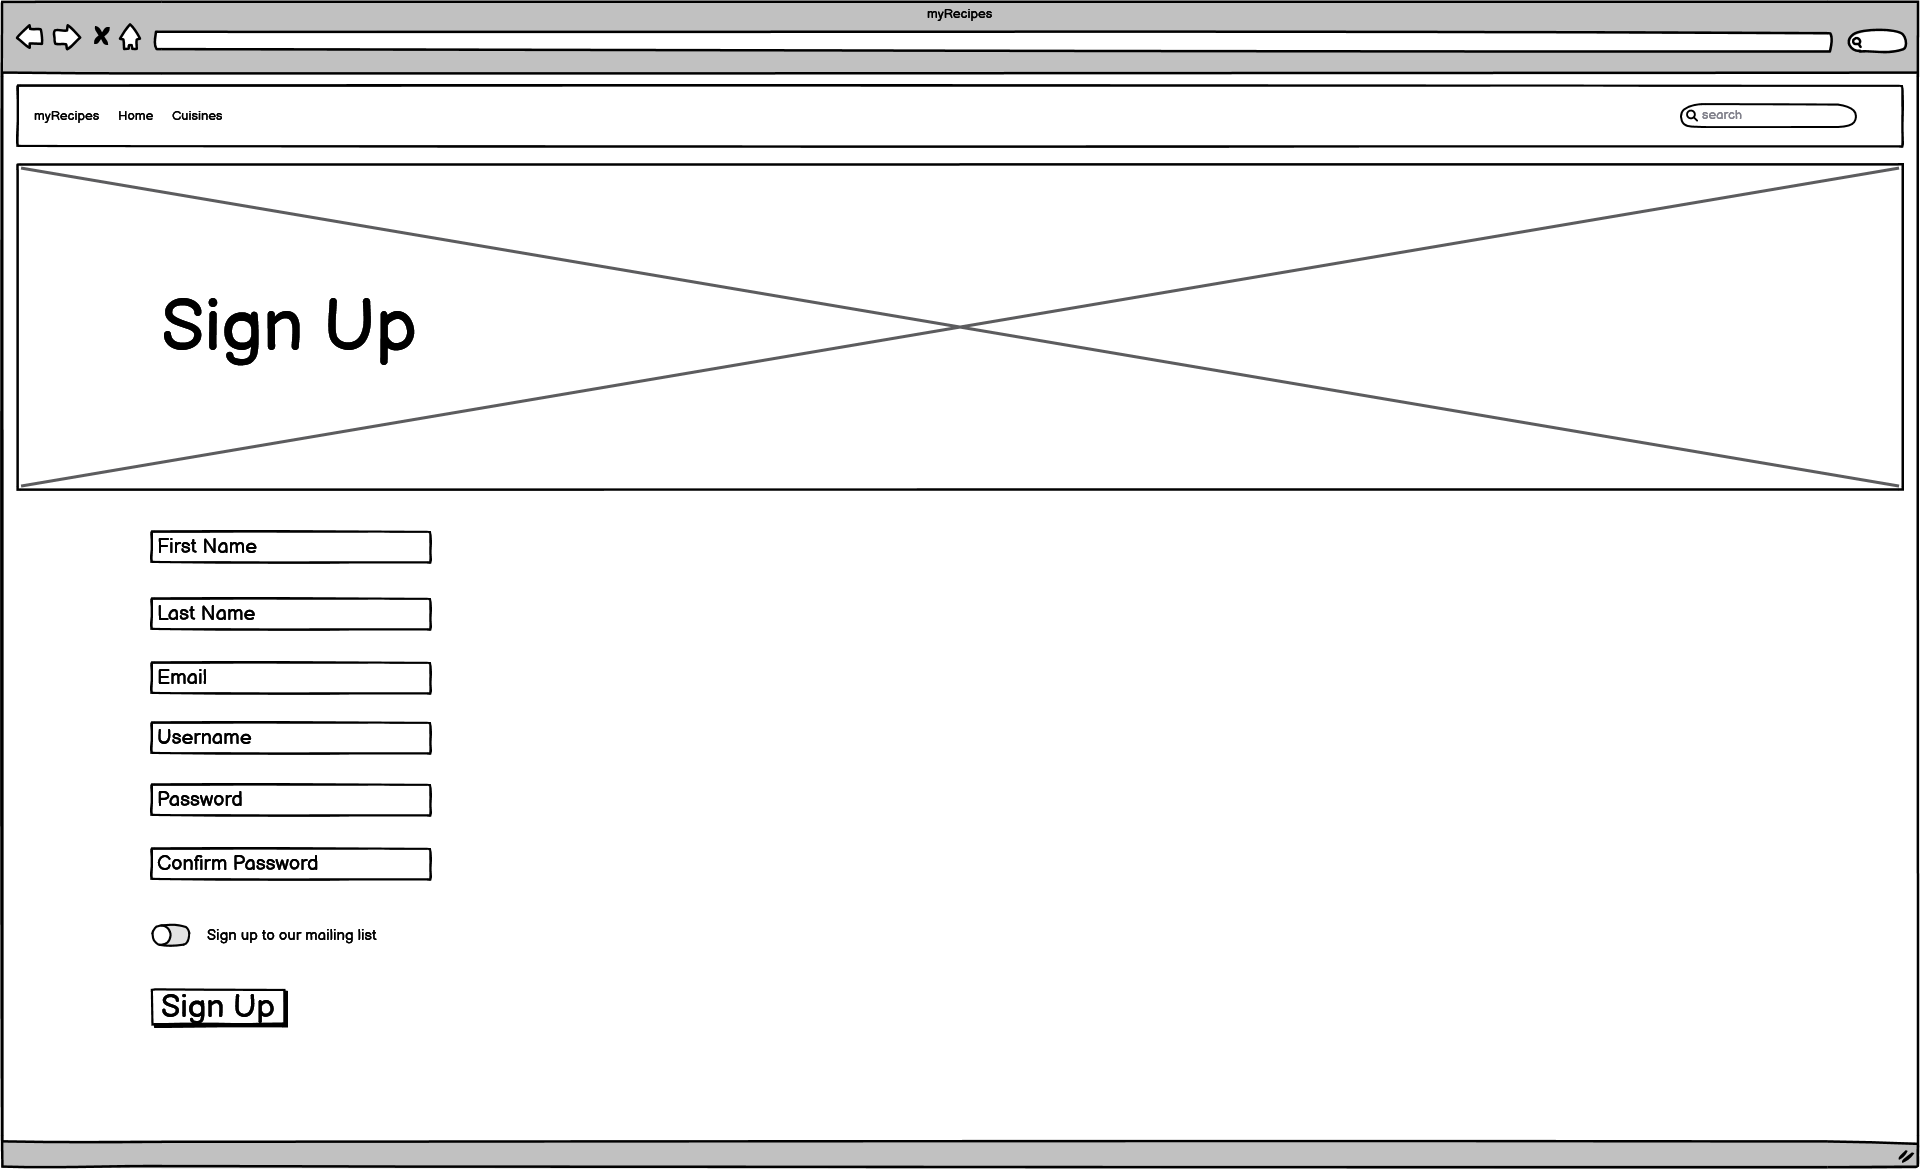 myRecipes
myRecipes Home Cuisines search
Sign Up
First Name
Last Name
Email
Username
Password
Confirm Password
Sign up to our mailing list
Sign Up